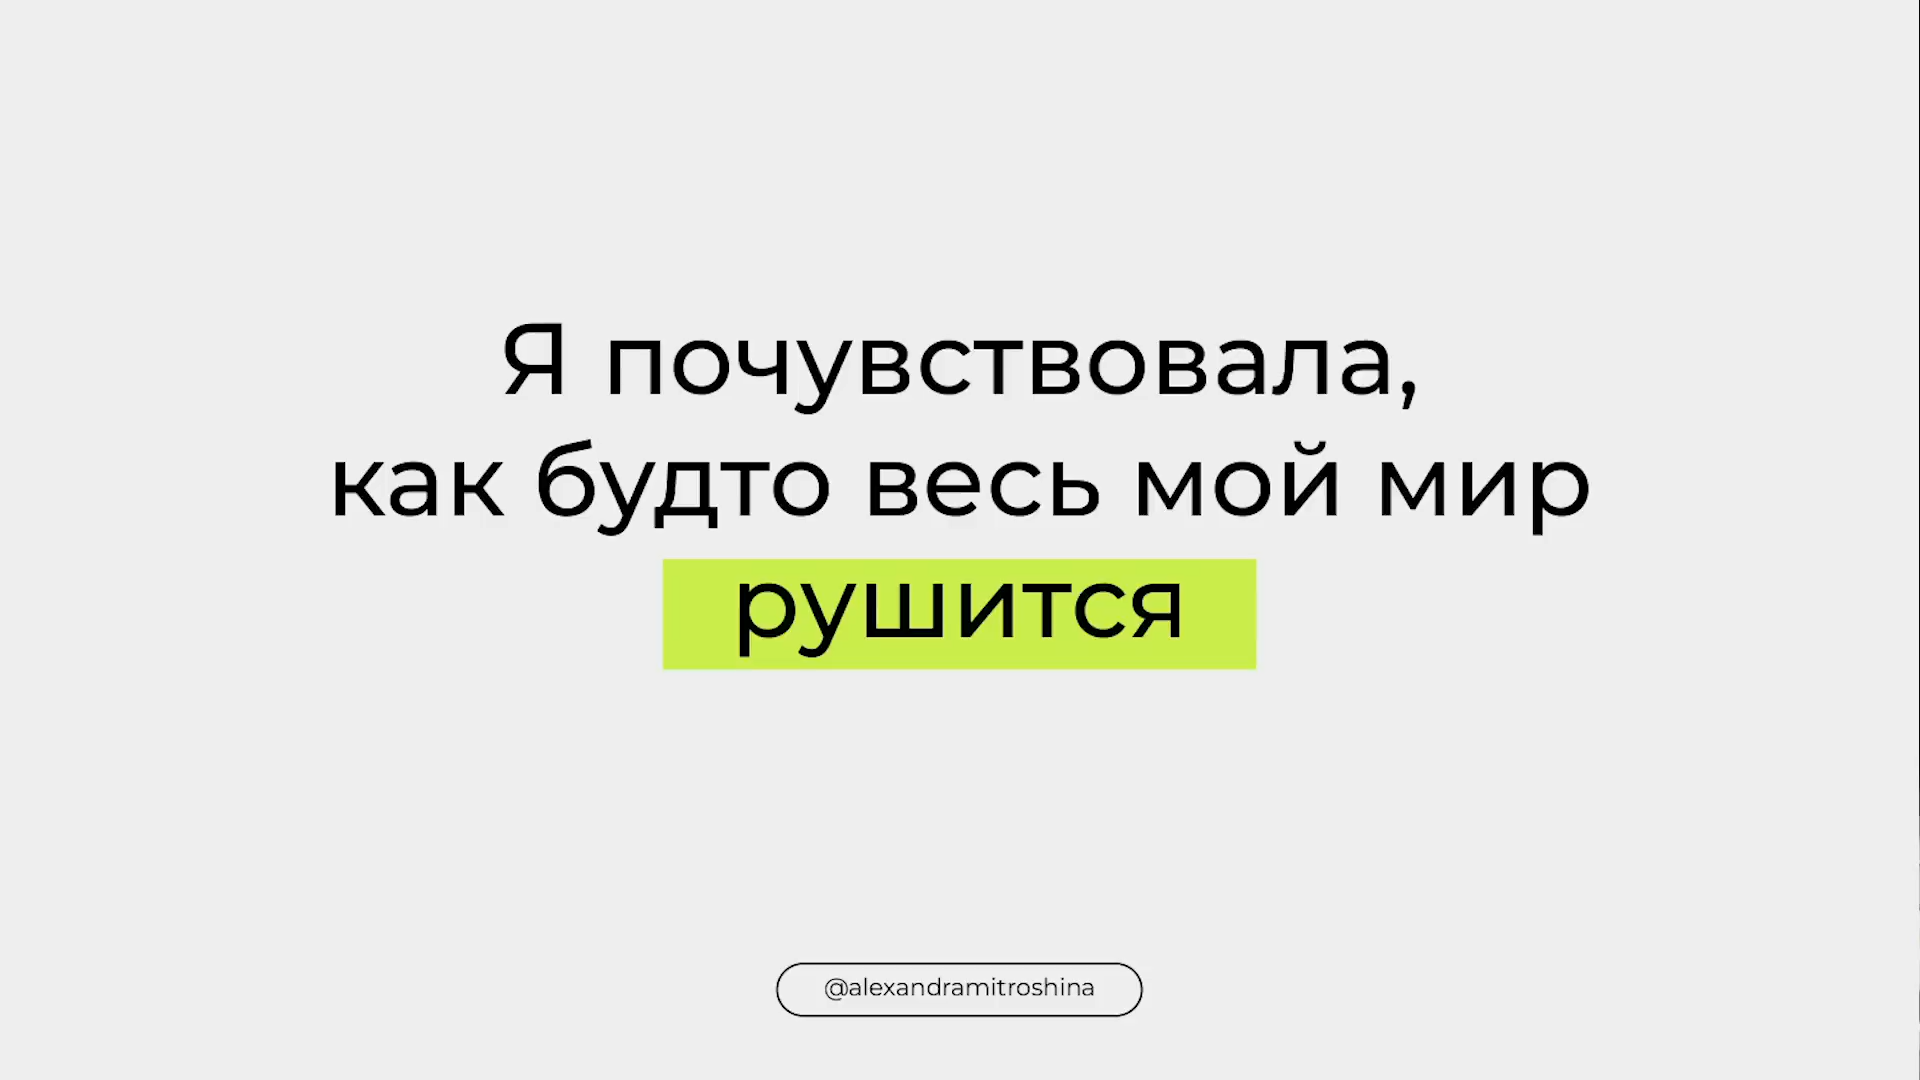 Я почувствовала,
как будто весь мой мир
рушится
@alexandramitroshina